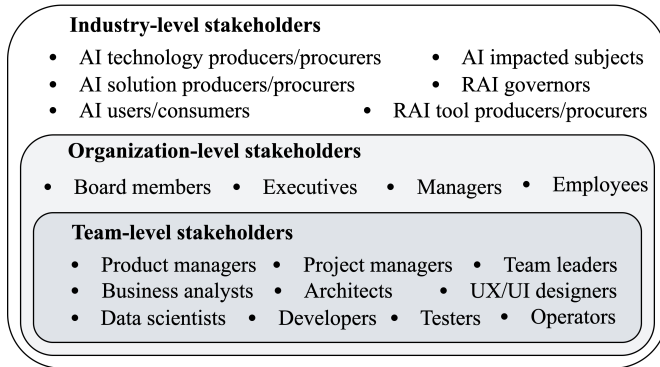 Industry-level stakeholders
• AI technology producers/procurers • AI impacted subjects
• AI solution producers/procurers • RAI governors
• AI users/consumers • RAI tool producers/procurers
Organization-level stakeholders
• Board members • Executives • Managers • Employees
Team-level stakeholders
• Product managers • Project managers • Team leaders
• Business analysts • Architects • UX/UI designers
• Data scientists • Developers • Testers • Operators